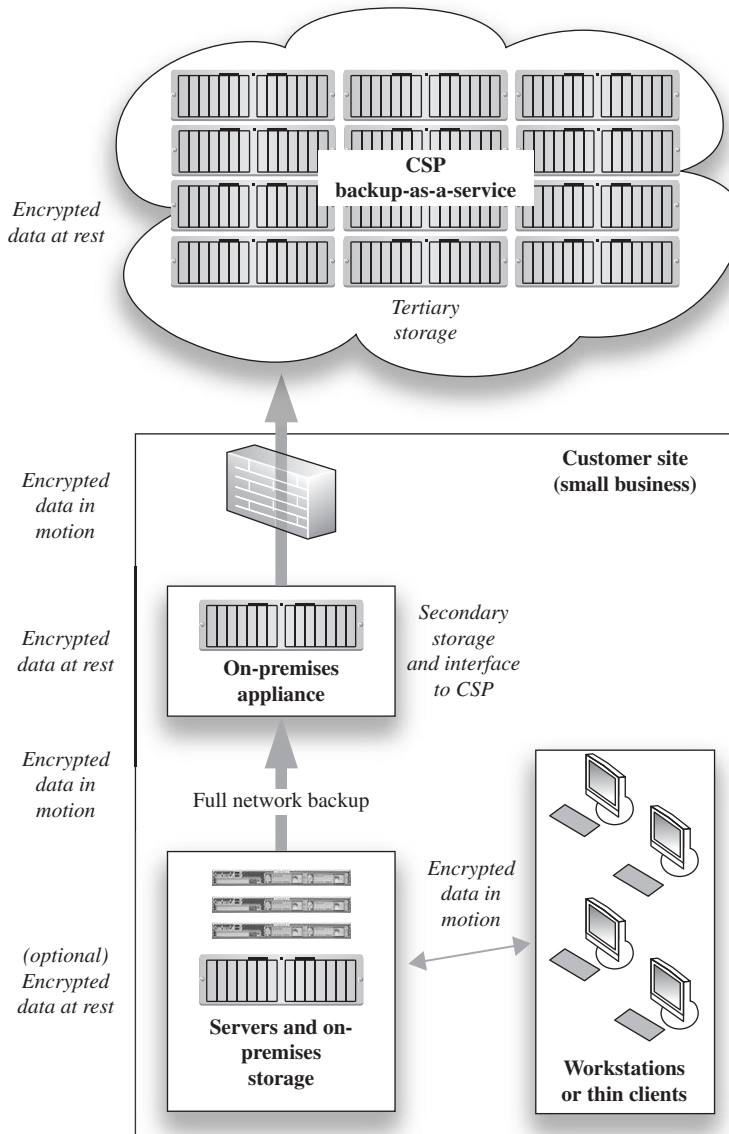 CSP
backup-as-a-service
Encrypted
data at rest
Tertiary
storage
Customer site
(small business)
Encrypted
data in
motion
Encrypted
data at rest
On-premises
appliance
Secondary
storage
and interface
to CSP
Encrypted
data in
motion
Full network backup
Encrypted
data in
motion
(optional)
Encrypted
data at rest
Servers and on-
premises
storage
Workstations
or thin clients